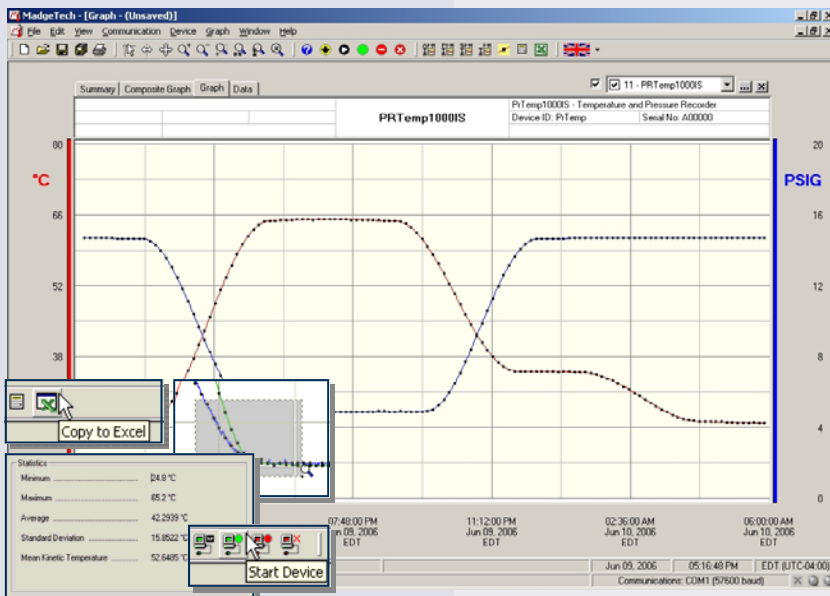 MadgeTech - [Graph - (Unsaved)]
File Edit View Communication Device Graph Window Help
Summary Composite Graph Graph Data
11 - PRTemp1000IS
PRTemp1000IS
PrTemp1000IS - Temperature and Pressure Recorder
Device ID: PrTemp Serial No: A00000
80 20
°C PSIG
66 16
52 12
38 8
4
0
Copy to Excel
Statistics
Minimum 24.8 °C
Maximum 65.2 °C
Average 42.2939 °C
Standard Deviation 15.8522 °C
Mean Kinetic Temperature 52.6485 °C
Start Device
07:48:00 PM 11:12:00 PM 02:36:00 AM 06:00:00 AM
Jun 09, 2006 Jun 09, 2006 Jun 10, 2006 Jun 10, 2006
EDT EDT EDT EDT
Jun 09, 2006 05:16:48 PM EDT (UTC-04:00)
Communications: COM1 (57600 baud)